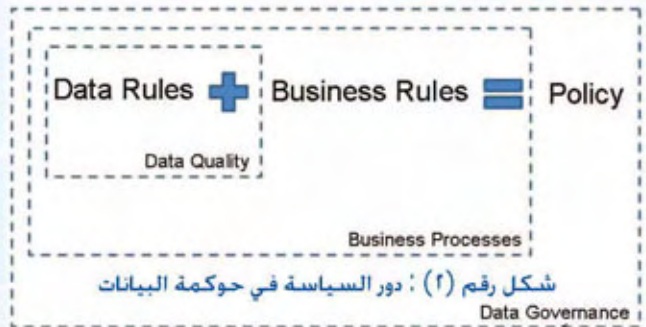 Data Rules + Business Rules = Policy
Data Quality
Business Processes
شكل رقم (٢) : دور السياسة في حوكمة البيانات
Data Governance